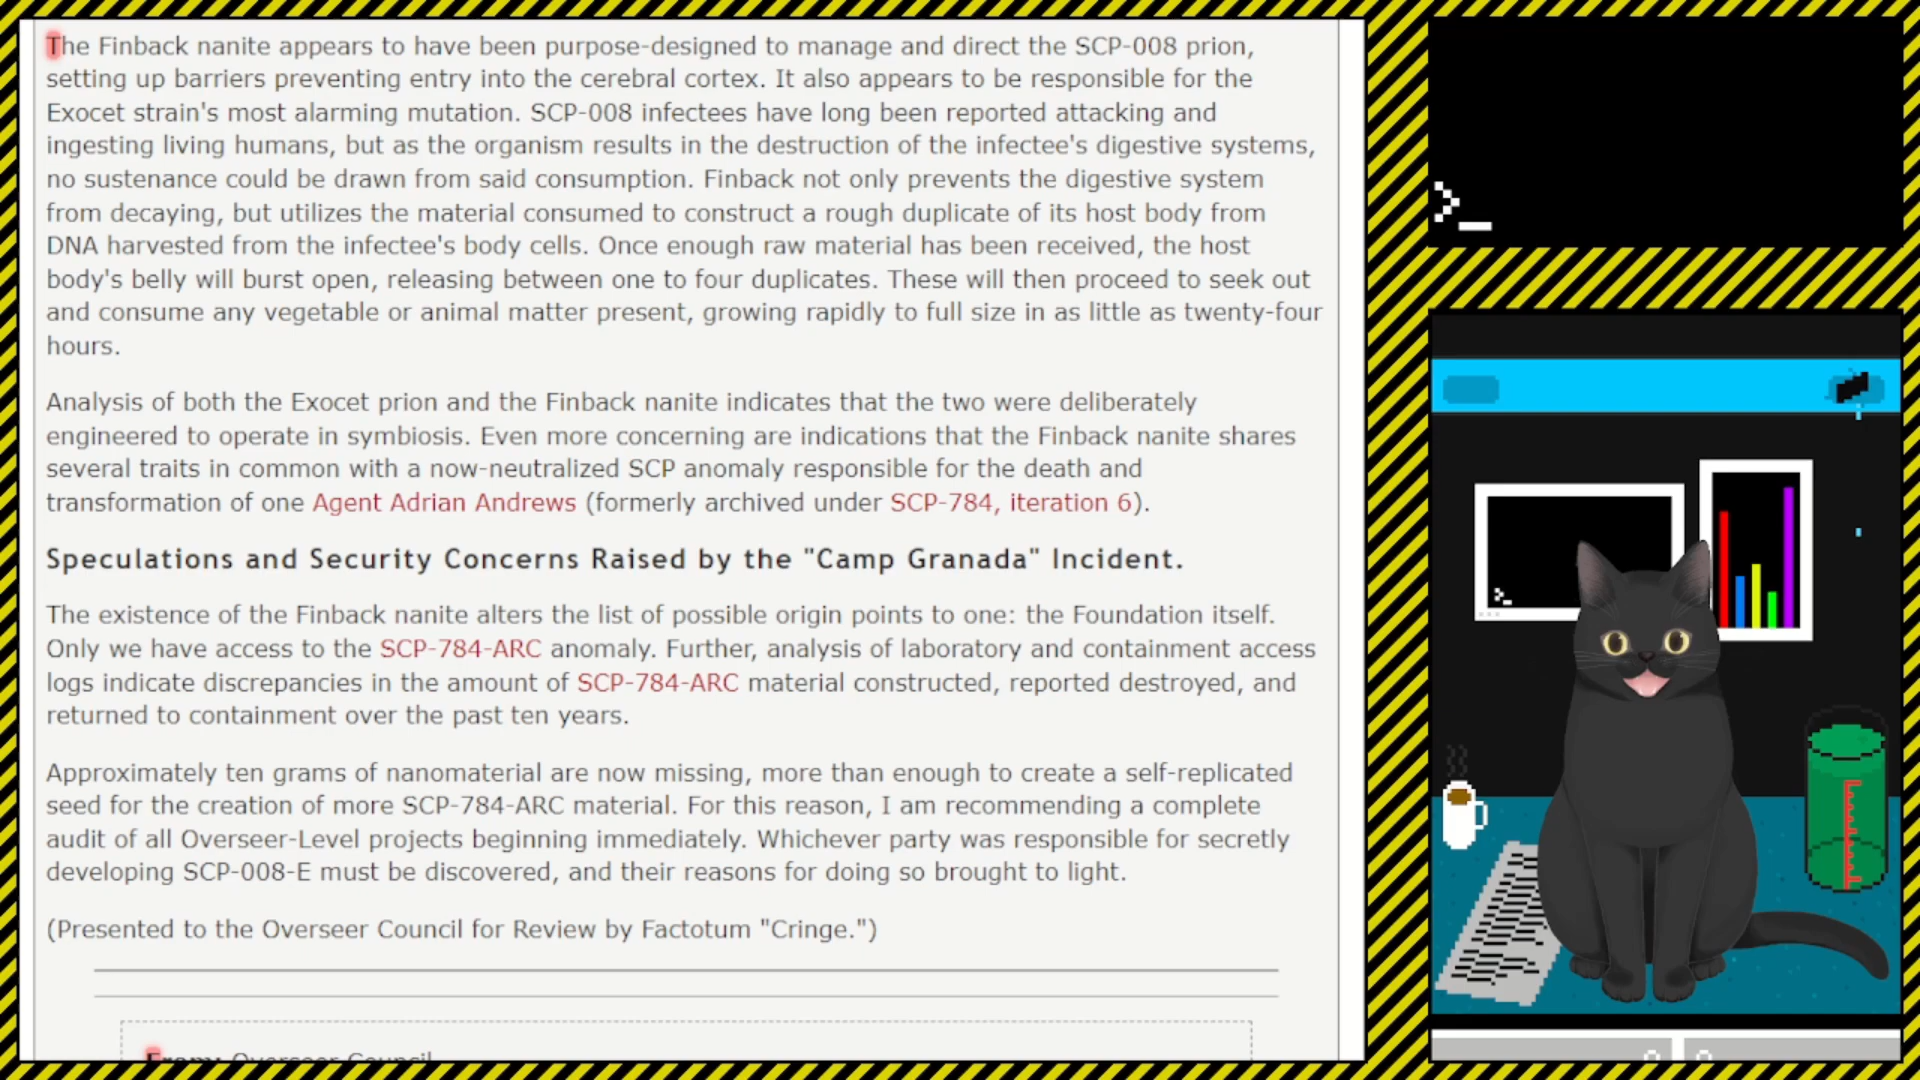 The Finback nanite appears to have been purpose-designed to manage and direct the SCP-008 prion,
setting up barriers preventing entry into the cerebral cortex. It also appears to be responsible for the
Exocet strain's most alarming mutation. SCP-008 infectees have long been reported attacking and
ingesting living humans, but as the organism results in the destruction of the infectee's digestive systems,
no sustenance could be drawn from said consumption. Finback not only prevents the digestive system
from decaying, but utilizes the material consumed to construct a rough duplicate of its host body from
DNA harvested from the infectee's body cells. Once enough raw material has been received, the host
body's belly will burst open, releasing between one to four duplicates. These will then proceed to seek out
and consume any vegetable or animal matter present, growing rapidly to full size in as little as twenty-four
hours.
Analysis of both the Exocet prion and the Finback nanite indicates that the two were deliberately
engineered to operate in symbiosis. Even more concerning are indications that the Finback nanite shares
several traits in common with a now-neutralized SCP anomaly responsible for the death and
transformation of one Agent Adrian Andrews (formerly archived under SCP-784, iteration 6).
Speculations and Security Concerns Raised by the "Camp Granada" Incident.
The existence of the Finback nanite alters the list of possible origin points to one: the Foundation itself.
Only we have access to the SCP-784-ARC anomaly. Further, analysis of laboratory and containment access
logs indicate discrepancies in the amount of SCP-784-ARC material constructed, reported destroyed, and
returned to containment over the past ten years.
Approximately ten grams of nanomaterial are now missing, more than enough to create a self-replicated
seed for the creation of more SCP-784-ARC material. For this reason, I am recommending a complete
audit of all Overseer-Level projects beginning immediately. Whichever party was responsible for secretly
developing SCP-008-E must be discovered, and their reasons for doing so brought to light.
(Presented to the Overseer Council for Review by Factotum "Cringe.")
From: Overseer Council
>_
>_